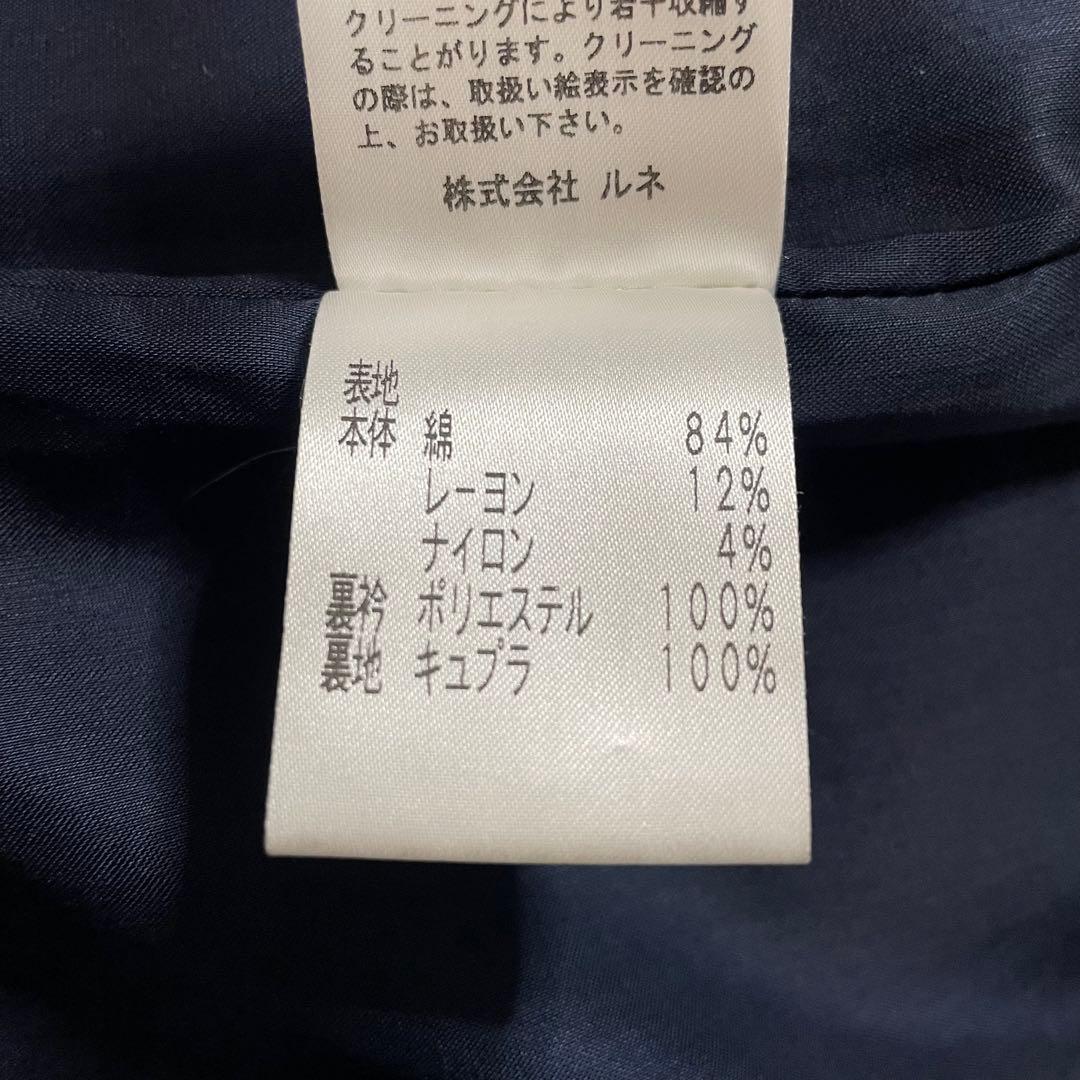 クリーニングにより若干収縮す
ることがります。クリーニング
の際は、取扱い絵表示を確認の
上、お取扱い下さい。
株式会社 ルネ
表地
本体 綿 84%
レーヨン 12%
ナイロン 4%
裏衿 ポリエステル 100%
裏地 キュプラ 100%